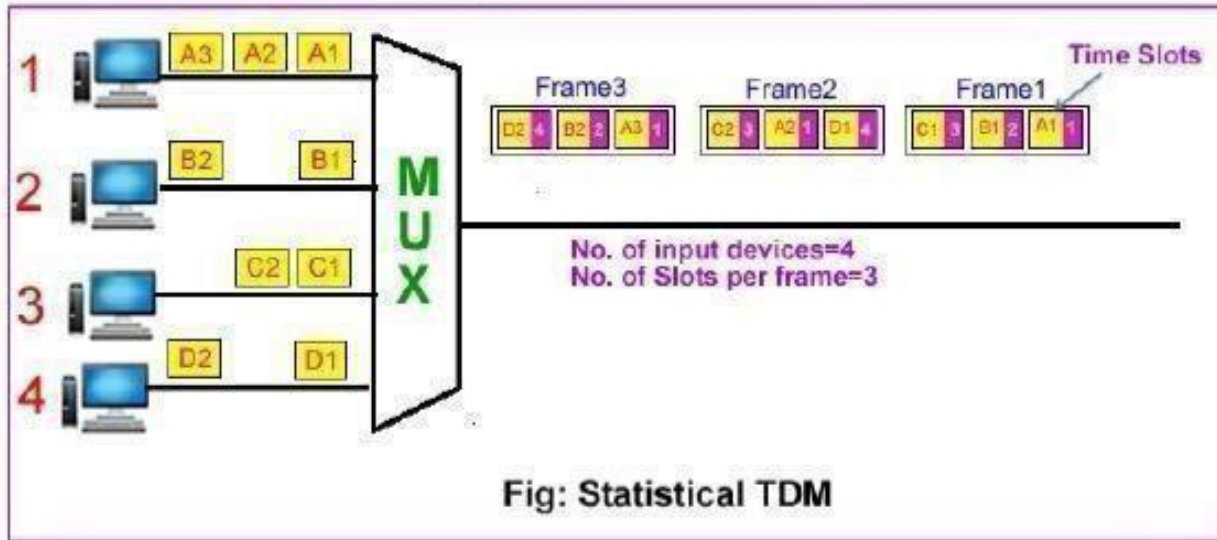 1 A3 A2 A1
2 B2 B1
3 C2 C1
4 D2 D1
MUX
Time Slots
Frame3 Frame2 Frame1
D2 4 B2 2 A3 1 C2 3 A2 1 D1 4 C1 3 B1 2 A1 1
No. of input devices=4
No. of Slots per frame=3
Fig: Statistical TDM